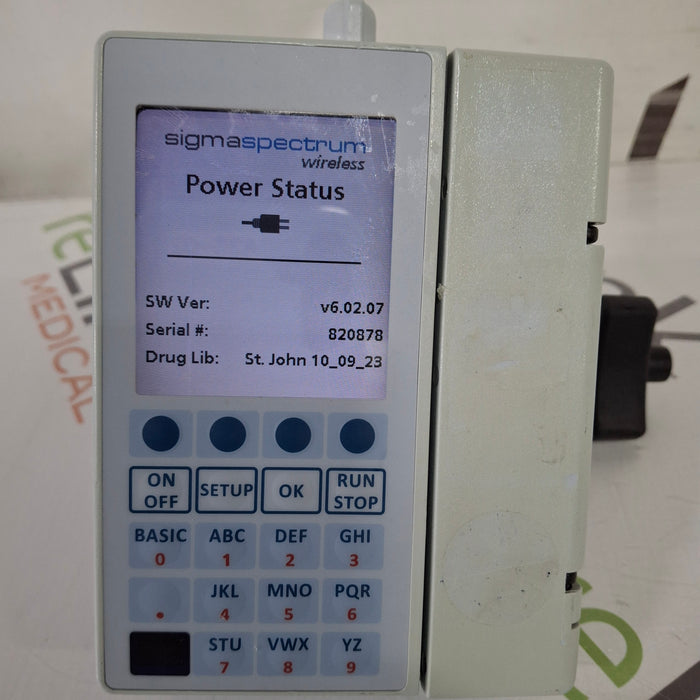 sigmaspectrum
wireless
Power Status
SW Ver: v6.02.07
Serial #: 820878
Drug Lib: St. John 10_09_23
ON OFF
SETUP
OK
RUN STOP
BASIC ABC DEF GHI
0 1 2 3
JKL MNO PQR
. 4 5 6
STU VWX YZ
7 8 9
MEDICAL